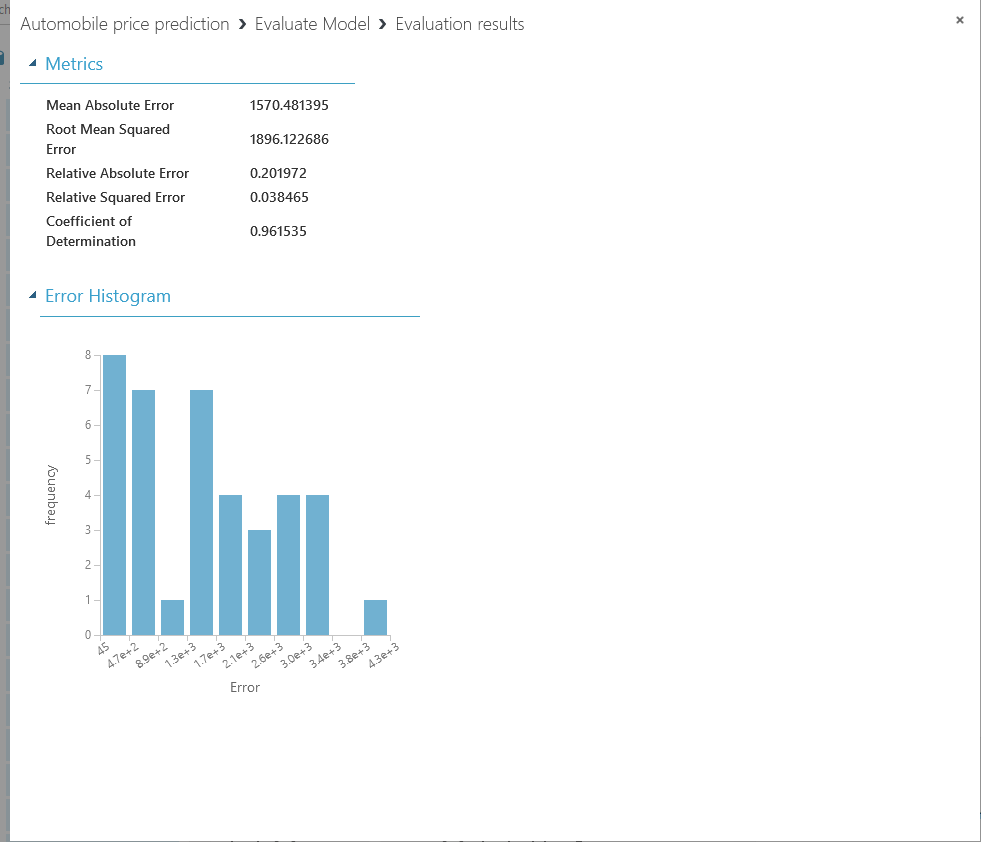 Automobile price prediction › Evaluate Model › Evaluation results
×
Metrics
Mean Absolute Error 1570.481395
Root Mean Squared
Error
1896.122686
Relative Absolute Error 0.201972
Relative Squared Error 0.038465
Coefficient of
Determination
0.961535
Error Histogram
8
7
6
5
4
3
2
1
0
frequency
45
4.7e+2
8.9e+2
1.3e+3
1.7e+3
2.1e+3
2.6e+3
3.0e+3
3.4e+3
3.8e+3
4.3e+3
Error